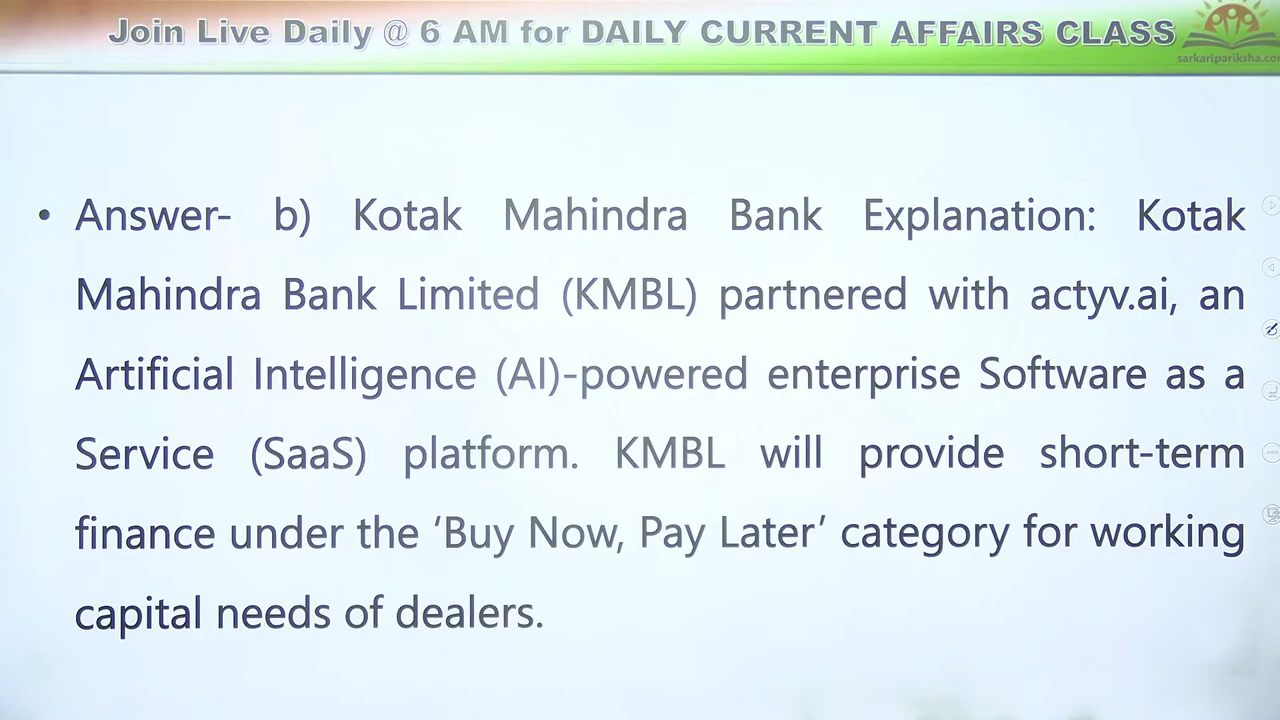 Join Live Daily @ 6 AM for DAILY CURRENT AFFAIRS CLASS
sarkaripariksha.com
• Answer- b) Kotak Mahindra Bank Explanation: Kotak
Mahindra Bank Limited (KMBL) partnered with actyv.ai, an
Artificial Intelligence (AI)-powered enterprise Software as a
Service (SaaS) platform. KMBL will provide short-term
finance under the ‘Buy Now, Pay Later’ category for working
capital needs of dealers.